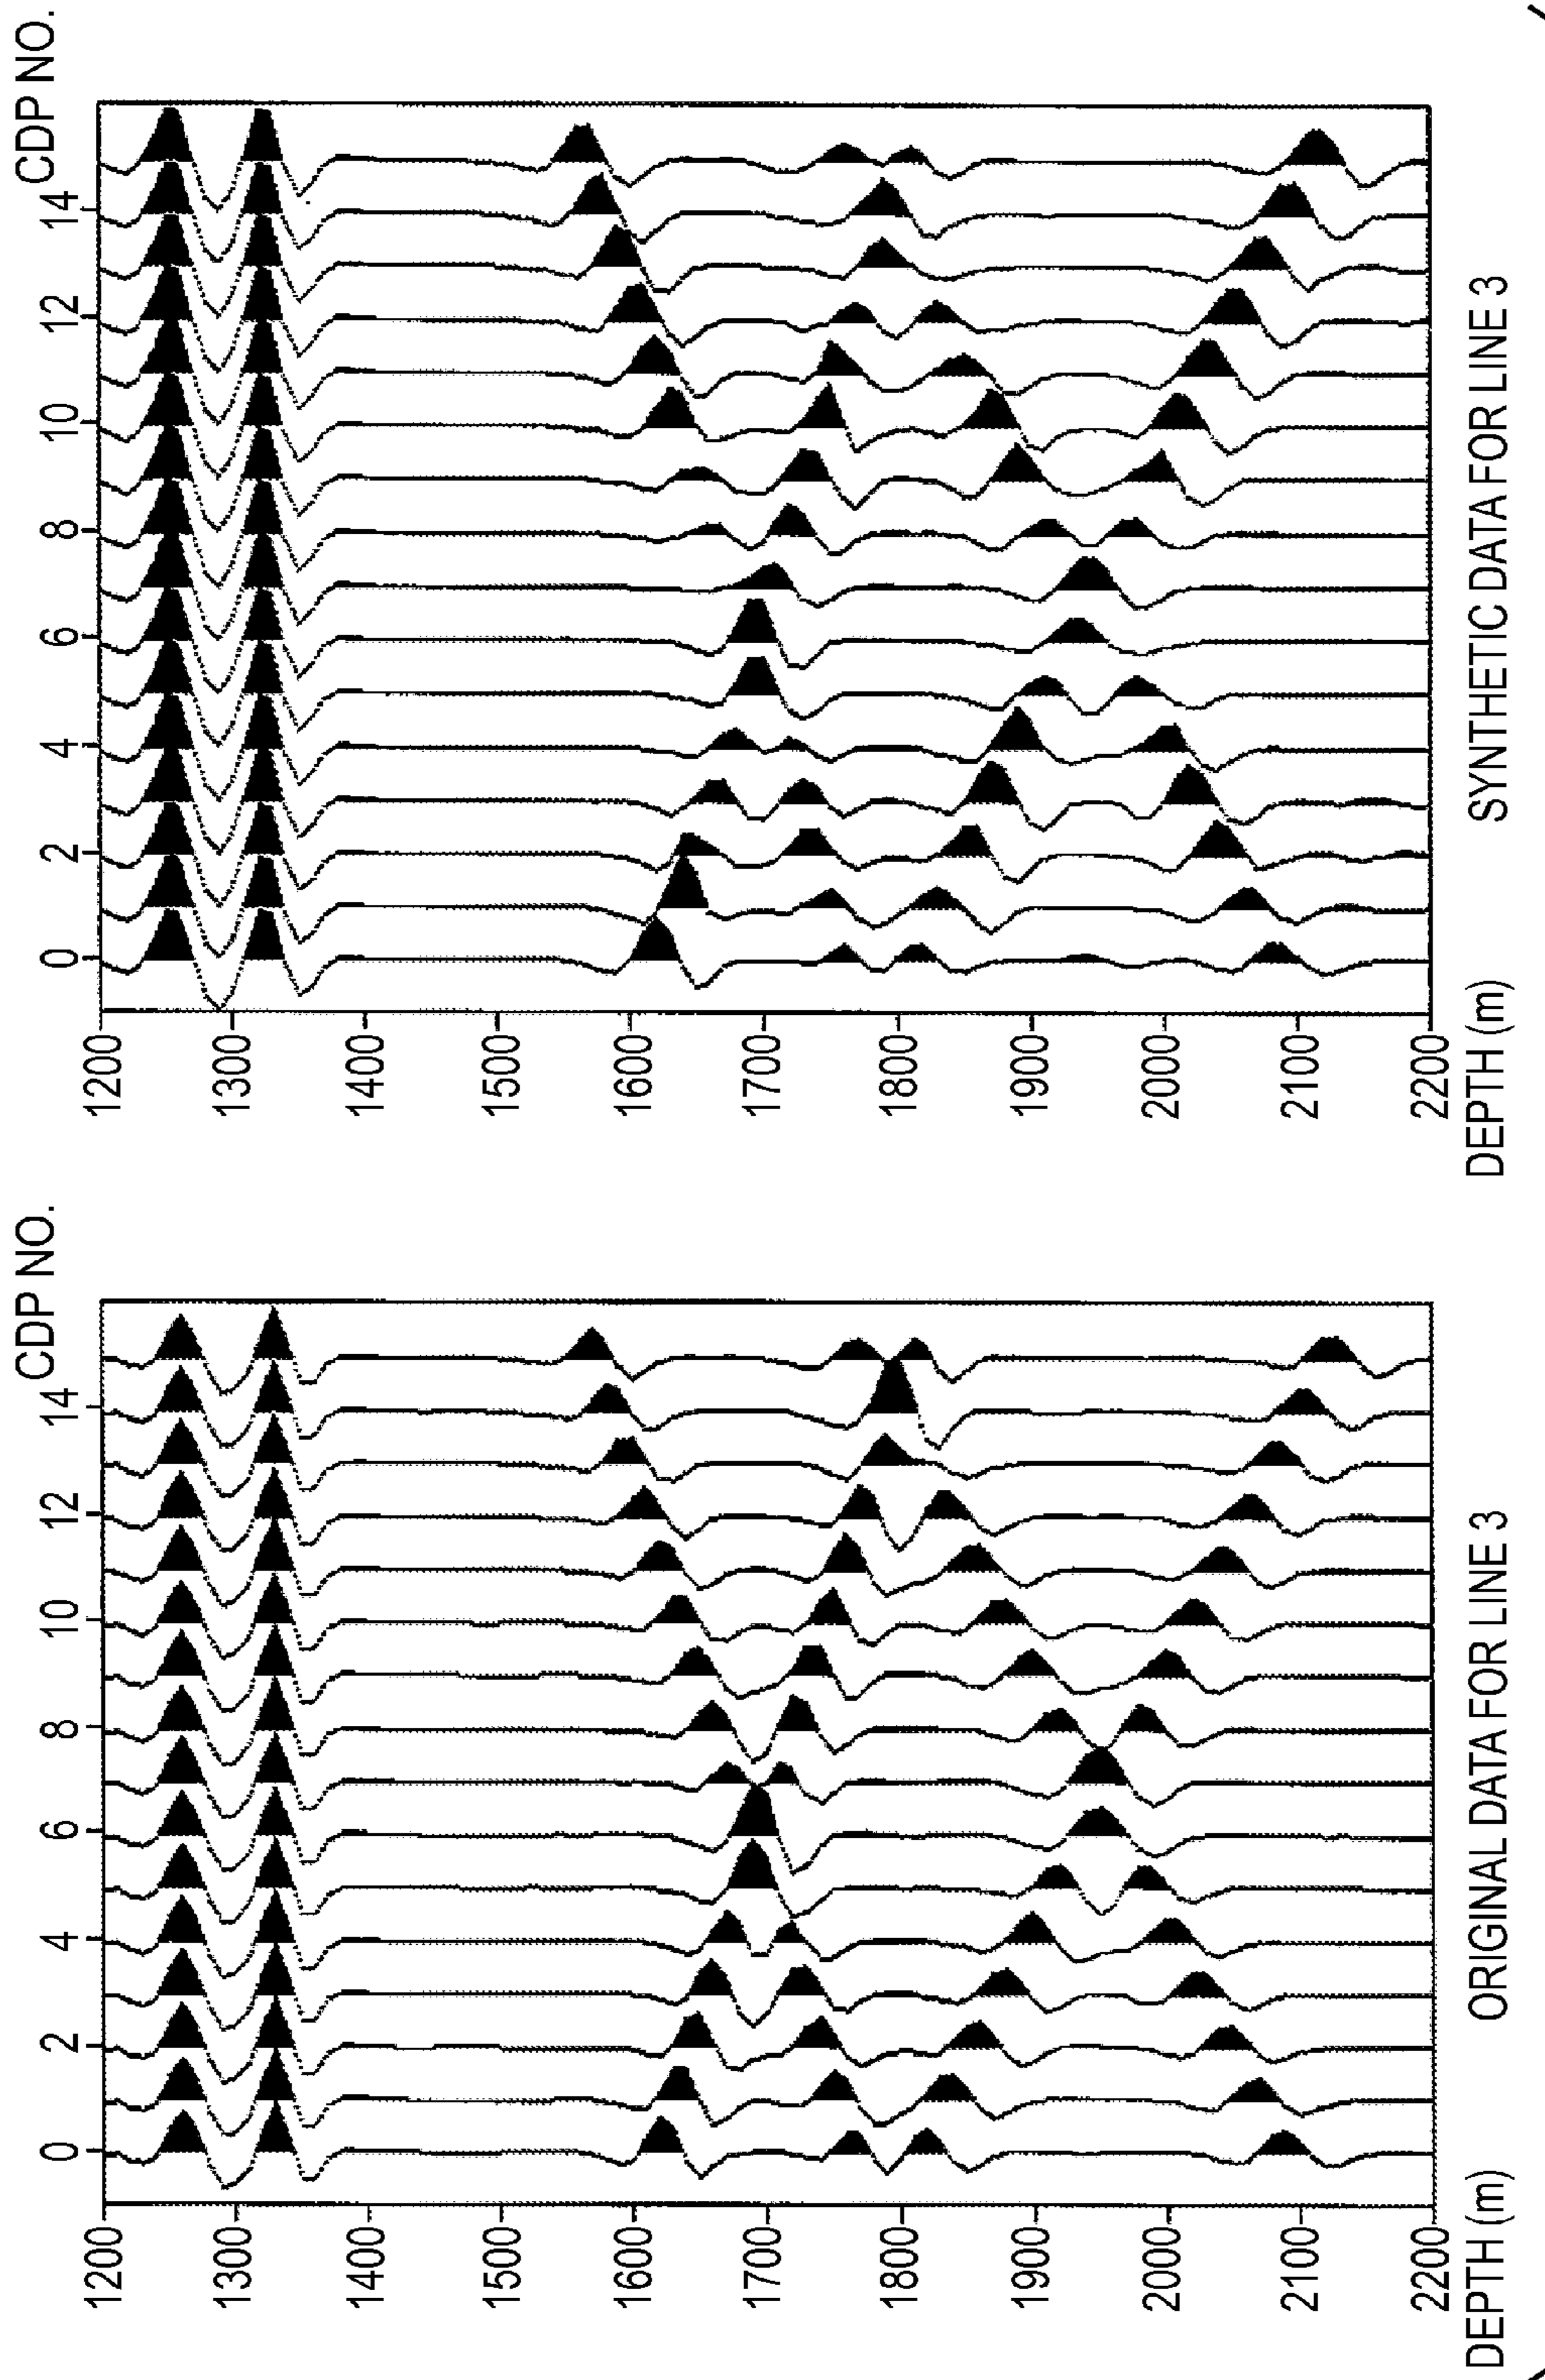 CDP NO.
0 2 4 6 8 10 12 14
1200
1300
1400
1500
1600
1700
1800
1900
2000
2100
2200
DEPTH (m)
ORIGINAL DATA FOR LINE 3
CDP NO.
0 2 4 6 8 10 12 14
1200
1300
1400
1500
1600
1700
1800
1900
2000
2100
2200
DEPTH (m)
SYNTHETIC DATA FOR LINE 3